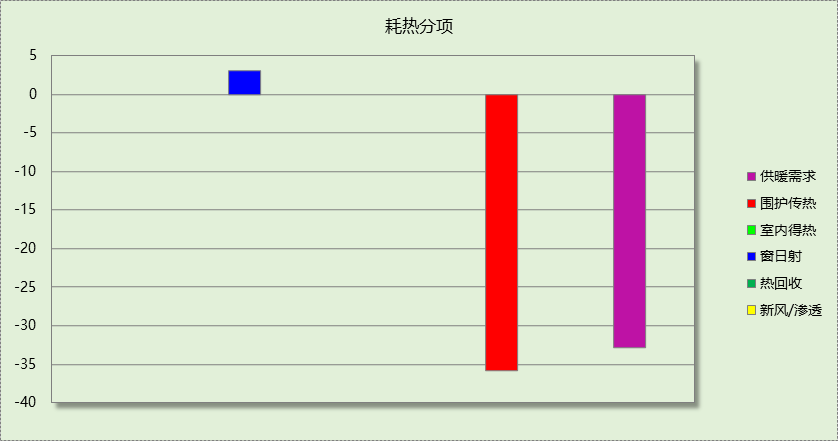 耗热分项
5
0
-5
-10
-15
-20
-25
-30
-35
-40
供暖需求
围护传热
室内得热
窗日射
热回收
新风/渗透